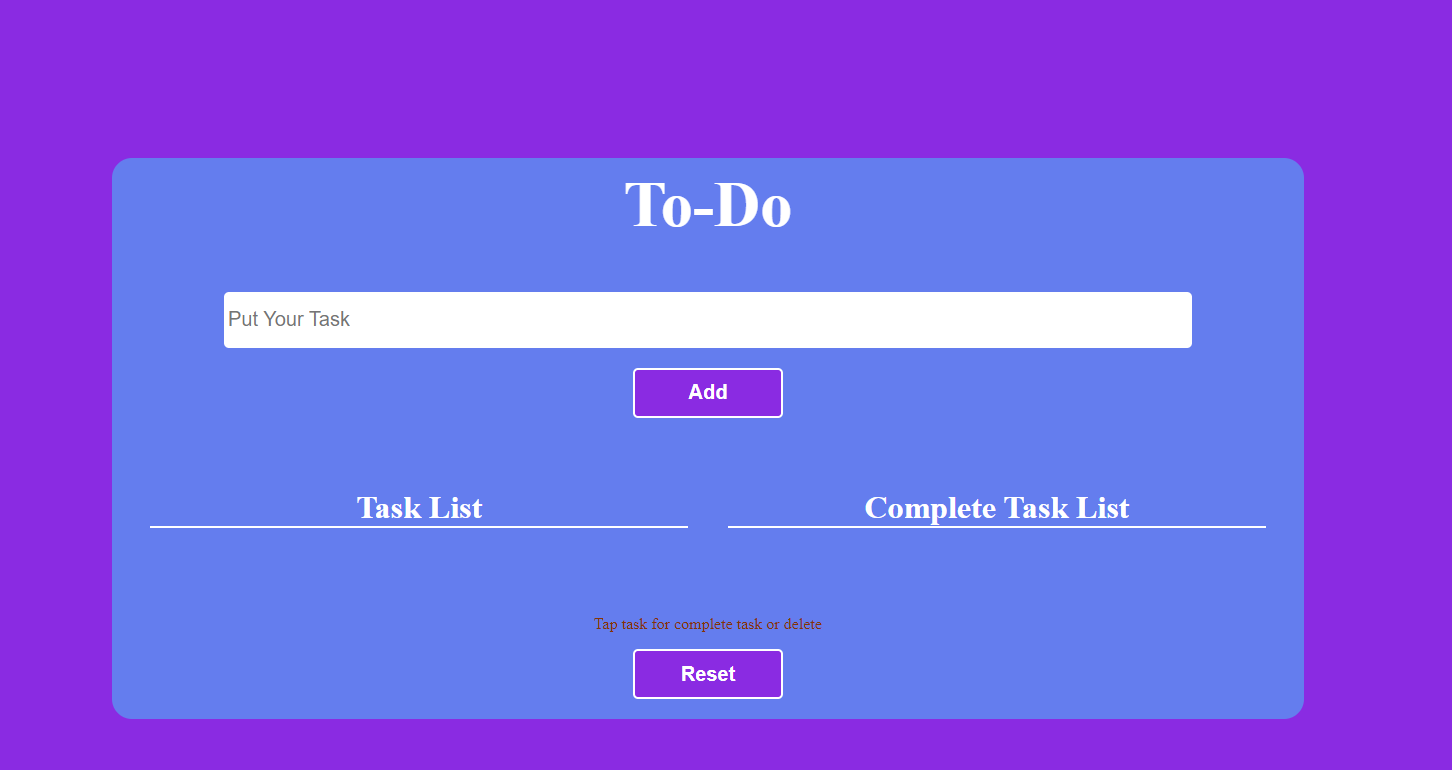 To-Do
Put Your Task
Add
Task List
Complete Task List
Tap task for complete task or delete
Reset